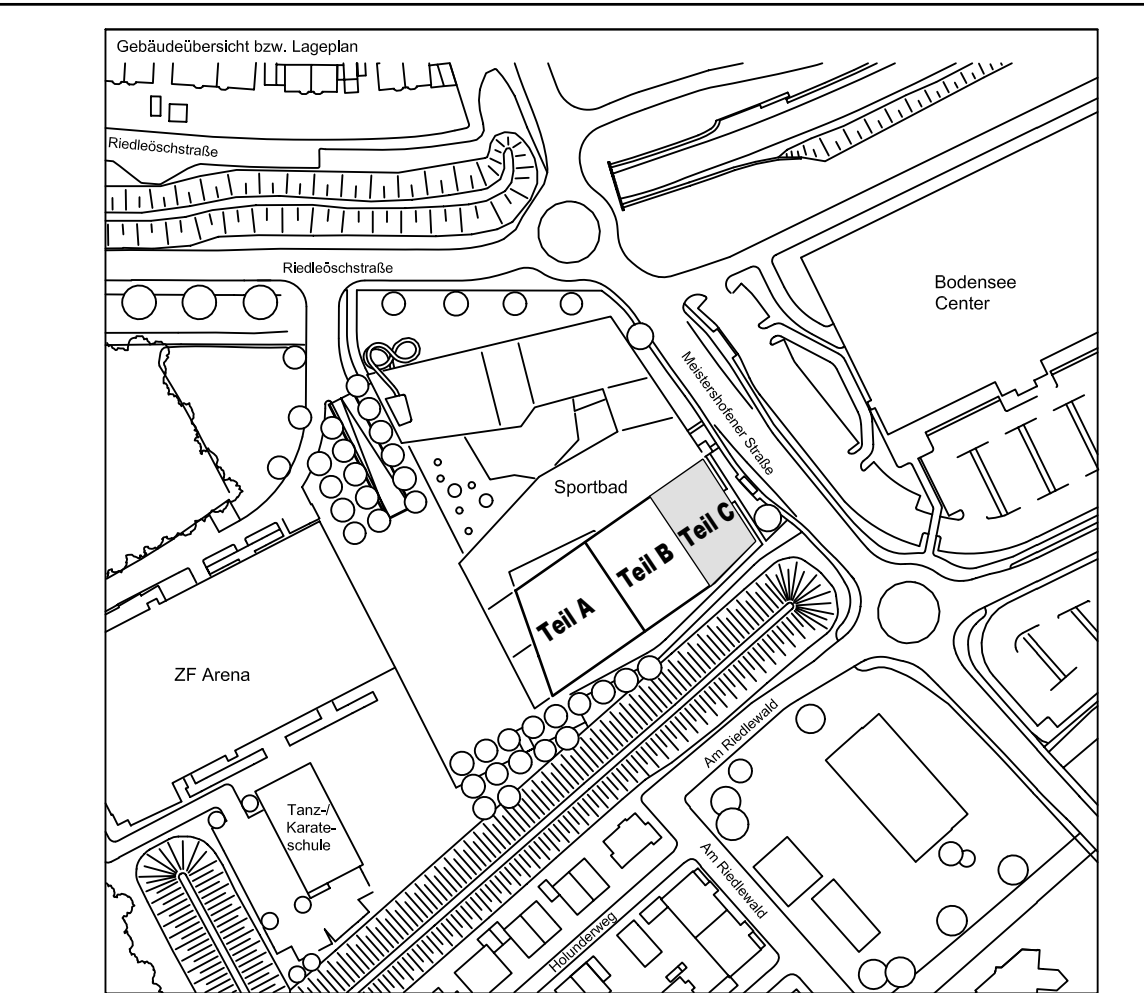 Gebäudeübersicht bzw. Lageplan
Riedleöschstraße
Riedleöschstraße
Bodensee
Center
Meistershofener Straße
Sportbad
Teil C
Teil B
Teil A
ZF Arena
Am Riedlewald
Tanz-/
Karate-
schule
Am Riedlewald
Holunderweg